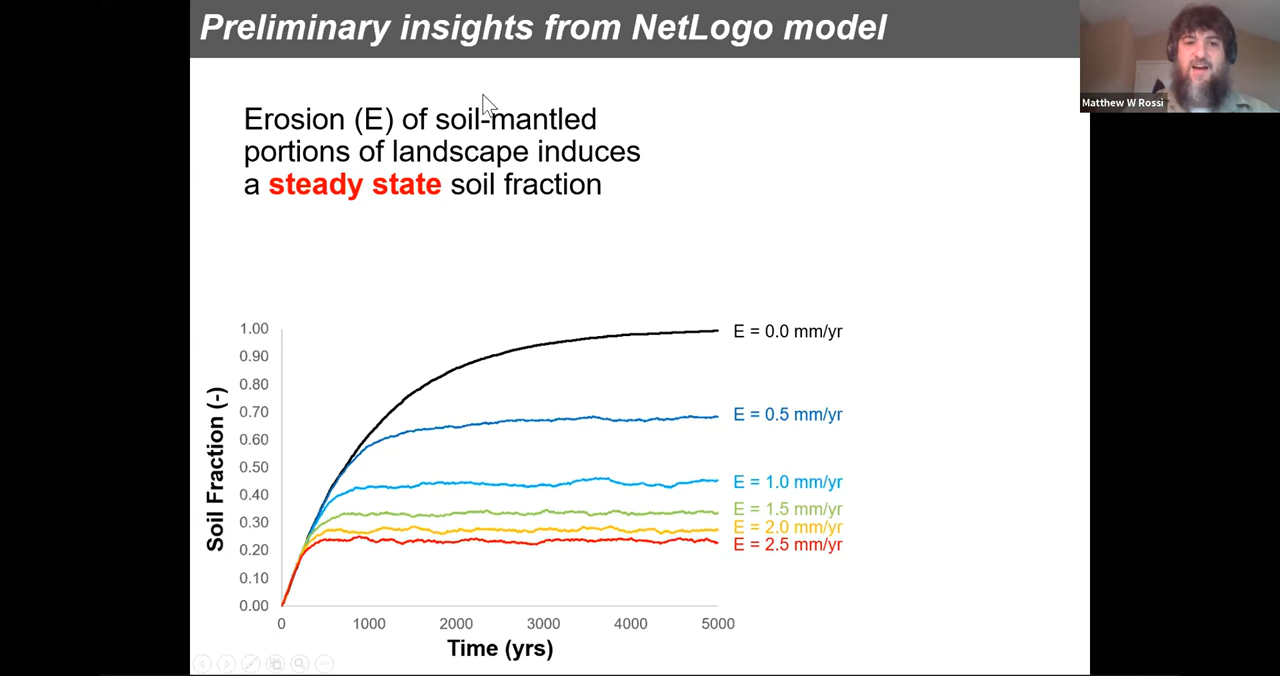 Preliminary insights from NetLogo model
Matthew W Rossi
Erosion (E) of soil-mantled
portions of landscape induces
a steady state soil fraction
1.00
0.90
0.80
0.70
0.60
0.50
0.40
0.30
0.20
0.10
0.00
Soil Fraction (-)
E = 0.0 mm/yr
E = 0.5 mm/yr
E = 1.0 mm/yr
E = 1.5 mm/yr
E = 2.0 mm/yr
E = 2.5 mm/yr
0 1000 2000 3000 4000 5000
Time (yrs)